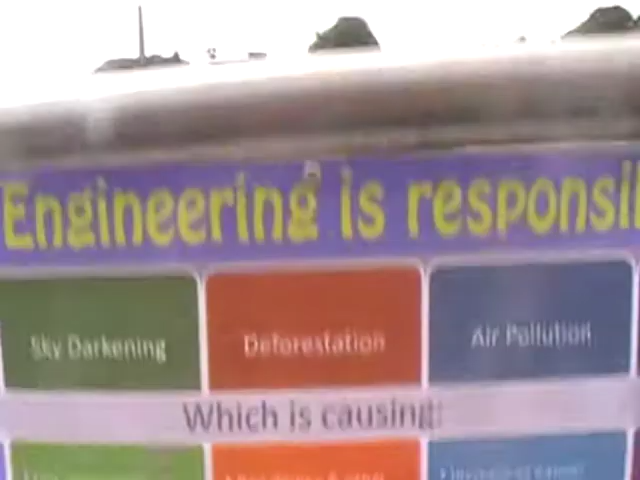 Engineering is responsi
Sky Darkening
Deforestation
Air Pollution
Which is causing: